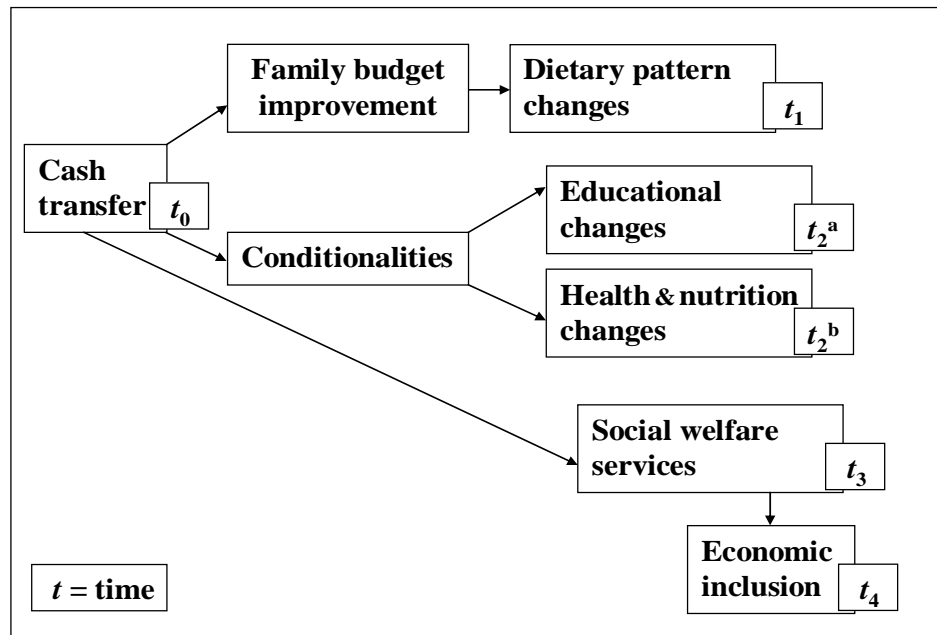 Family budget
improvement
Dietary pattern
changes
t1
Cash
transfer
t0
Educational
changes
t2a
Conditionalities
Health & nutrition
changes
t2b
Social welfare
services
t3
Economic
inclusion
t4
t = time